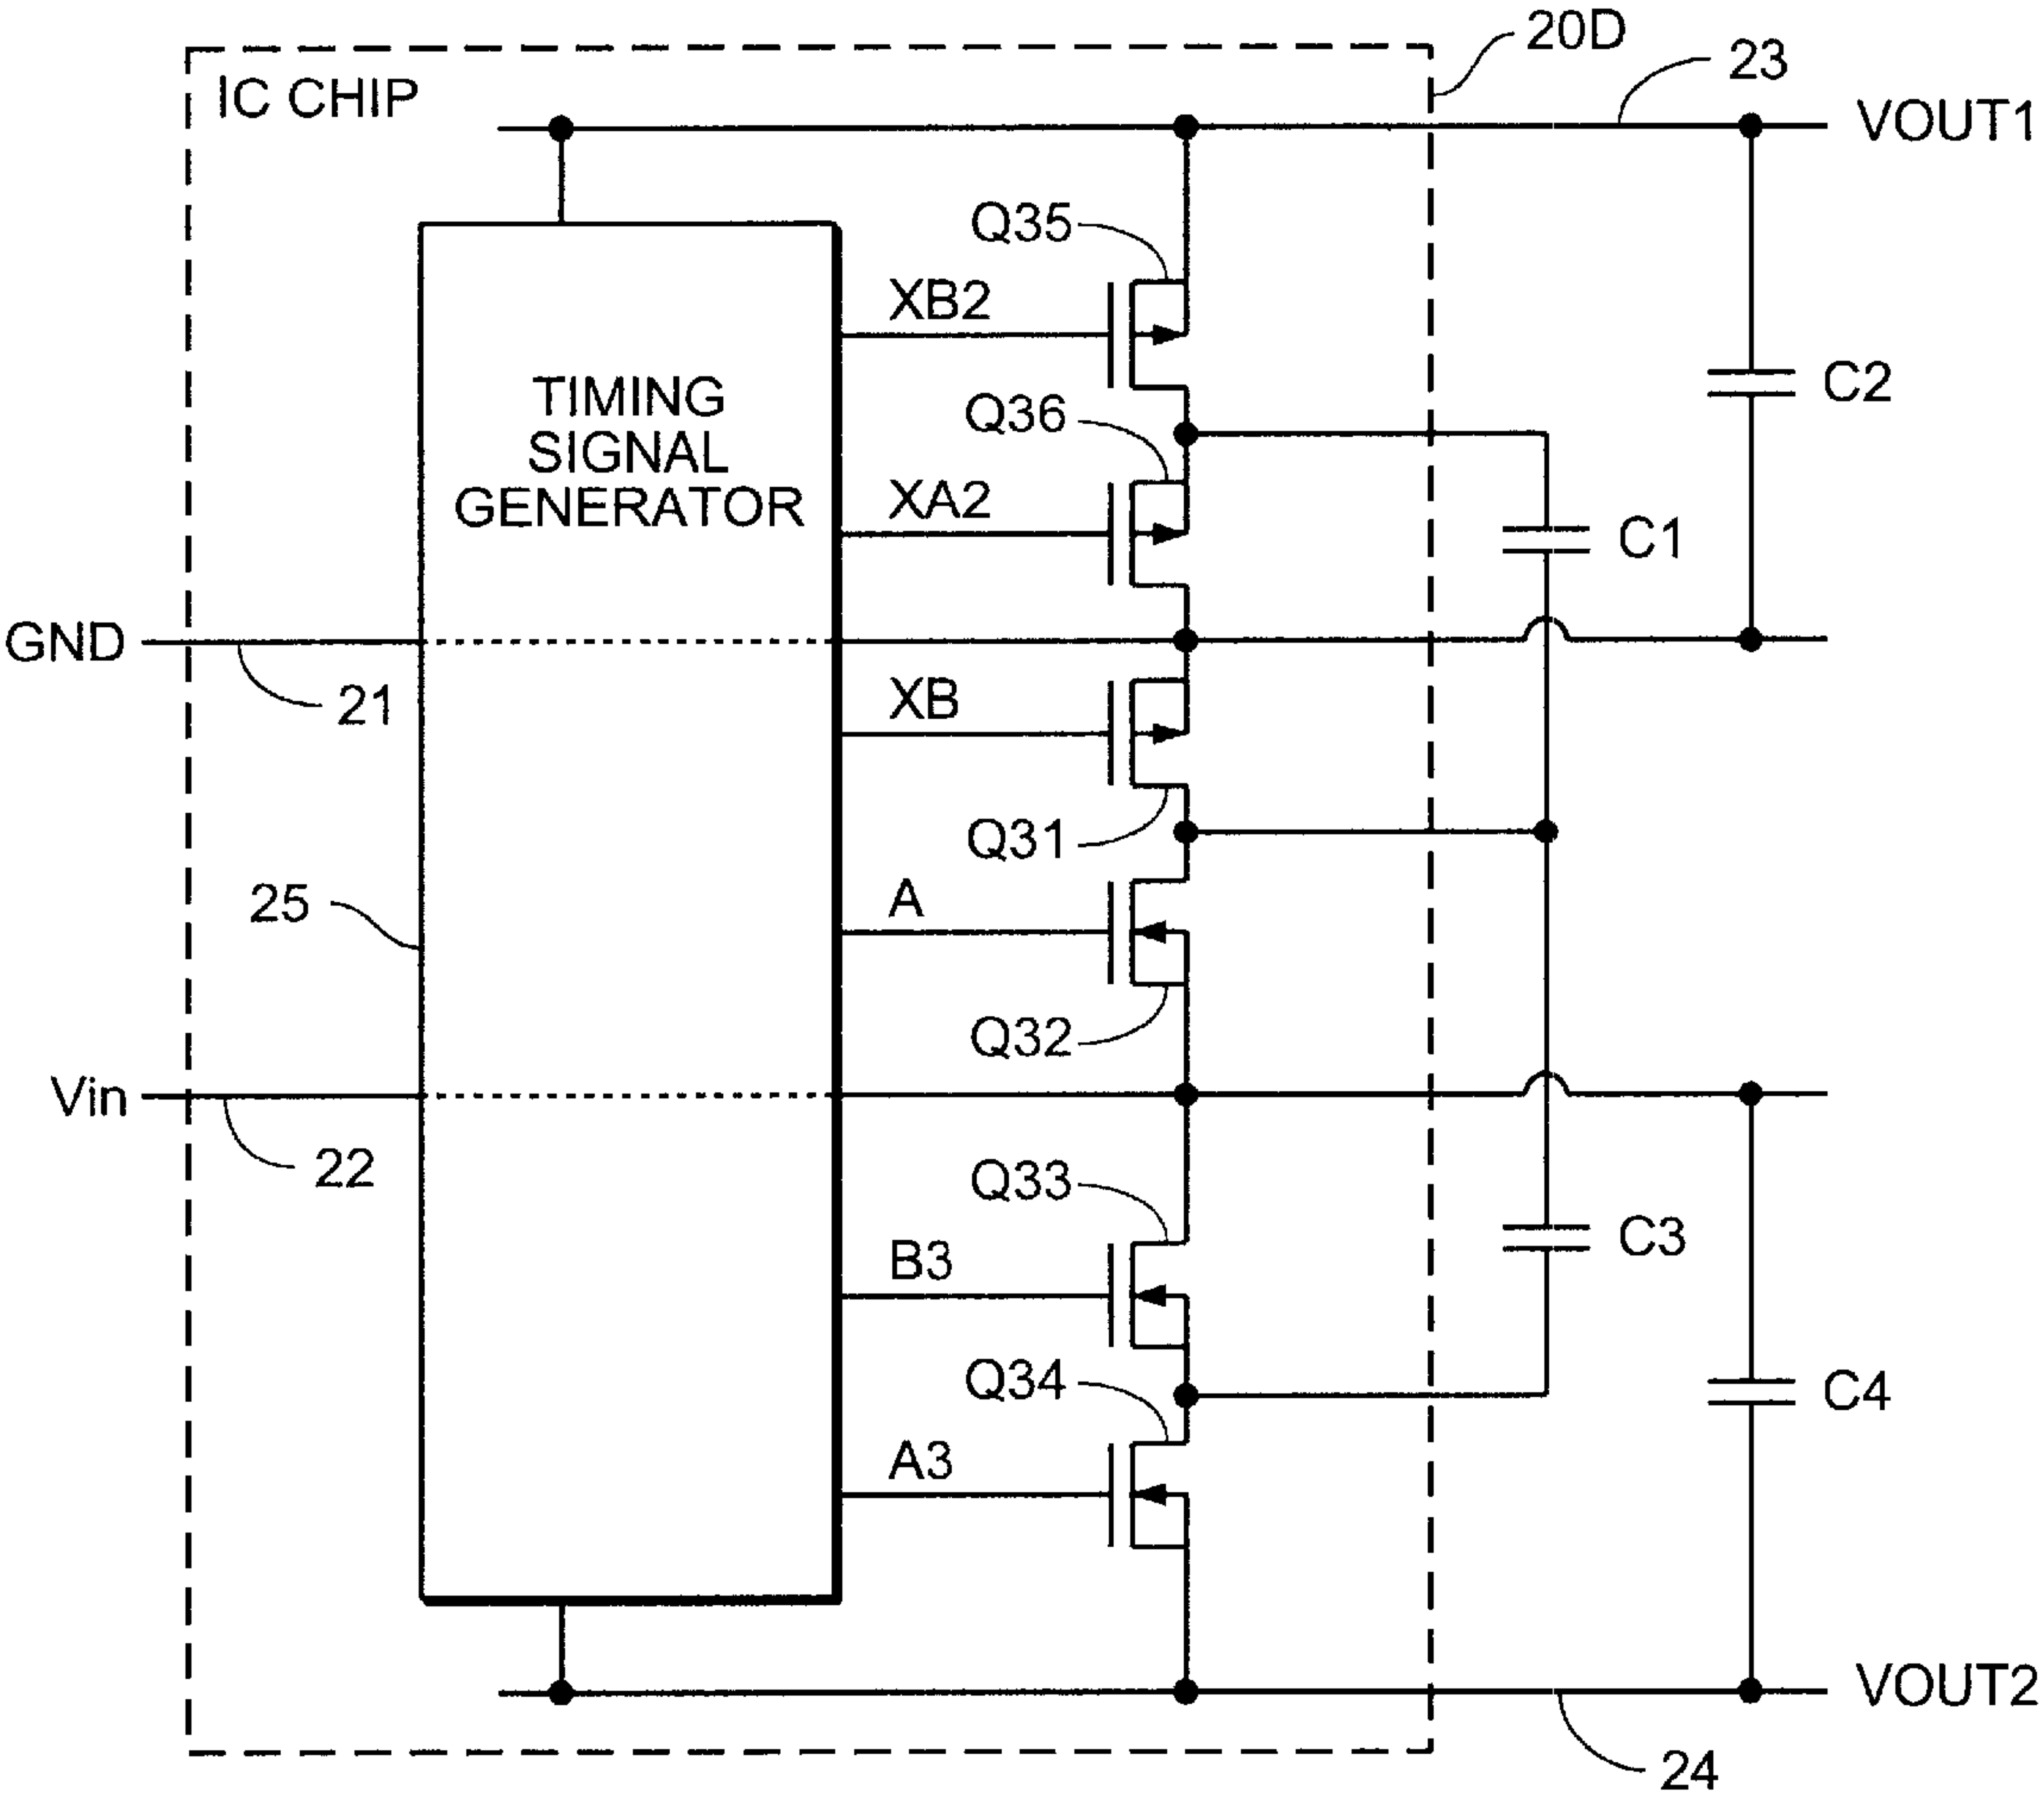 20D
23
IC CHIP
VOUT1
Q35
XB2
TIMING
SIGNAL
GENERATOR
C2
Q36
XA2
C1
GND
21
XB
Q31
25
A
Q32
Vin
22
Q33
B3
C3
Q34
C4
A3
VOUT2
24